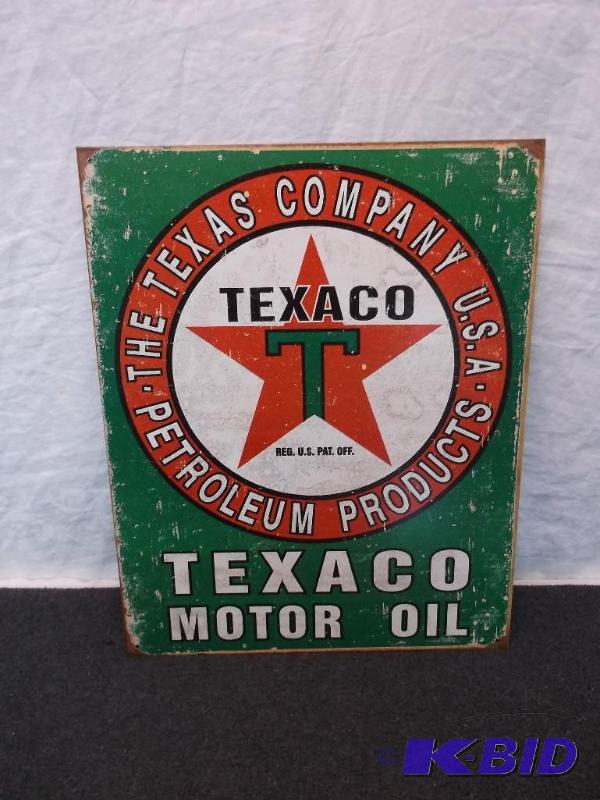 ·THE TEXAS COMPANY U.S.A·
TEXACO
T
REG. U.S. PAT. OFF.
PETROLEUM PRODUCTS
TEXACO
MOTOR OIL
K-BID